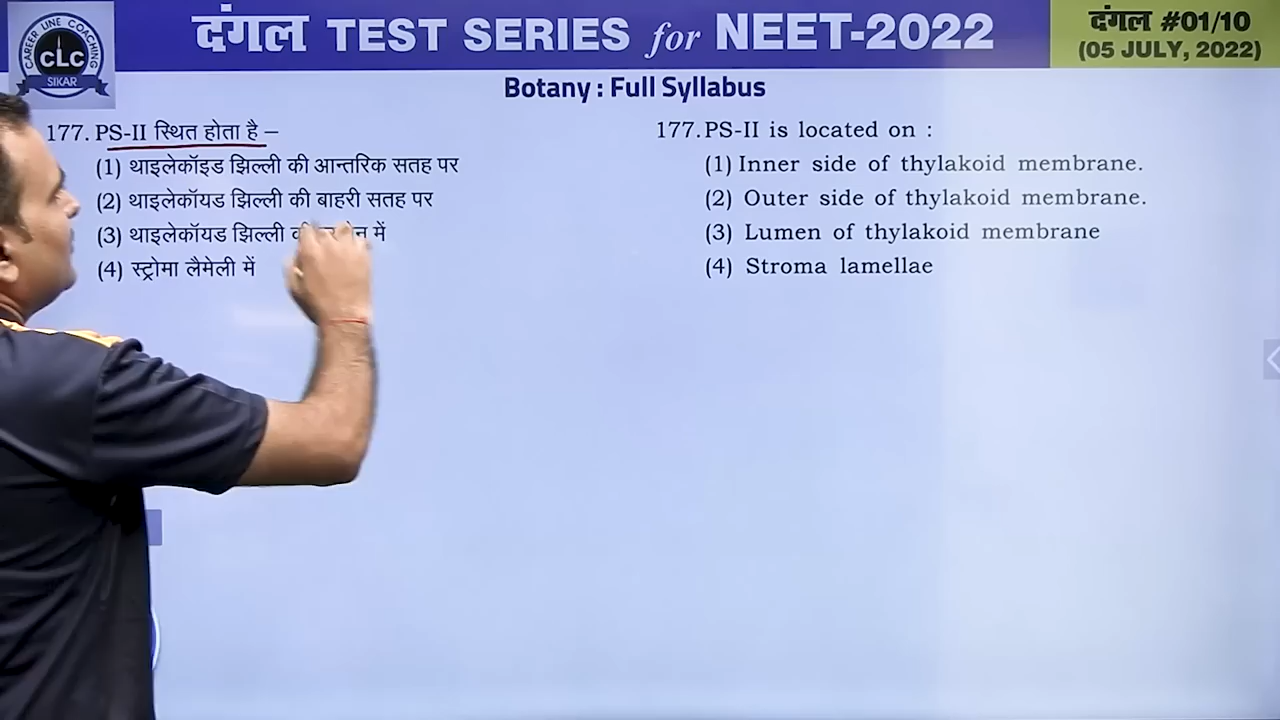 CAREER LINE COACHING
CLC
SIKAR
दंगल TEST SERIES for NEET-2022
दंगल #01/10
(05 JULY, 2022)
Botany : Full Syllabus
177. PS-II स्थित होता है –
(1) थाइलेकॉइड झिल्ली की आन्तरिक सतह पर
(2) थाइलेकॉयड झिल्ली की बाहरी सतह पर
(3) थाइलेकॉयड झिल्ली में
(4) स्ट्रोमा लैमेली में
177. PS-II is located on :
(1) Inner side of thylakoid membrane.
(2) Outer side of thylakoid membrane.
(3) Lumen of thylakoid membrane
(4) Stroma lamellae